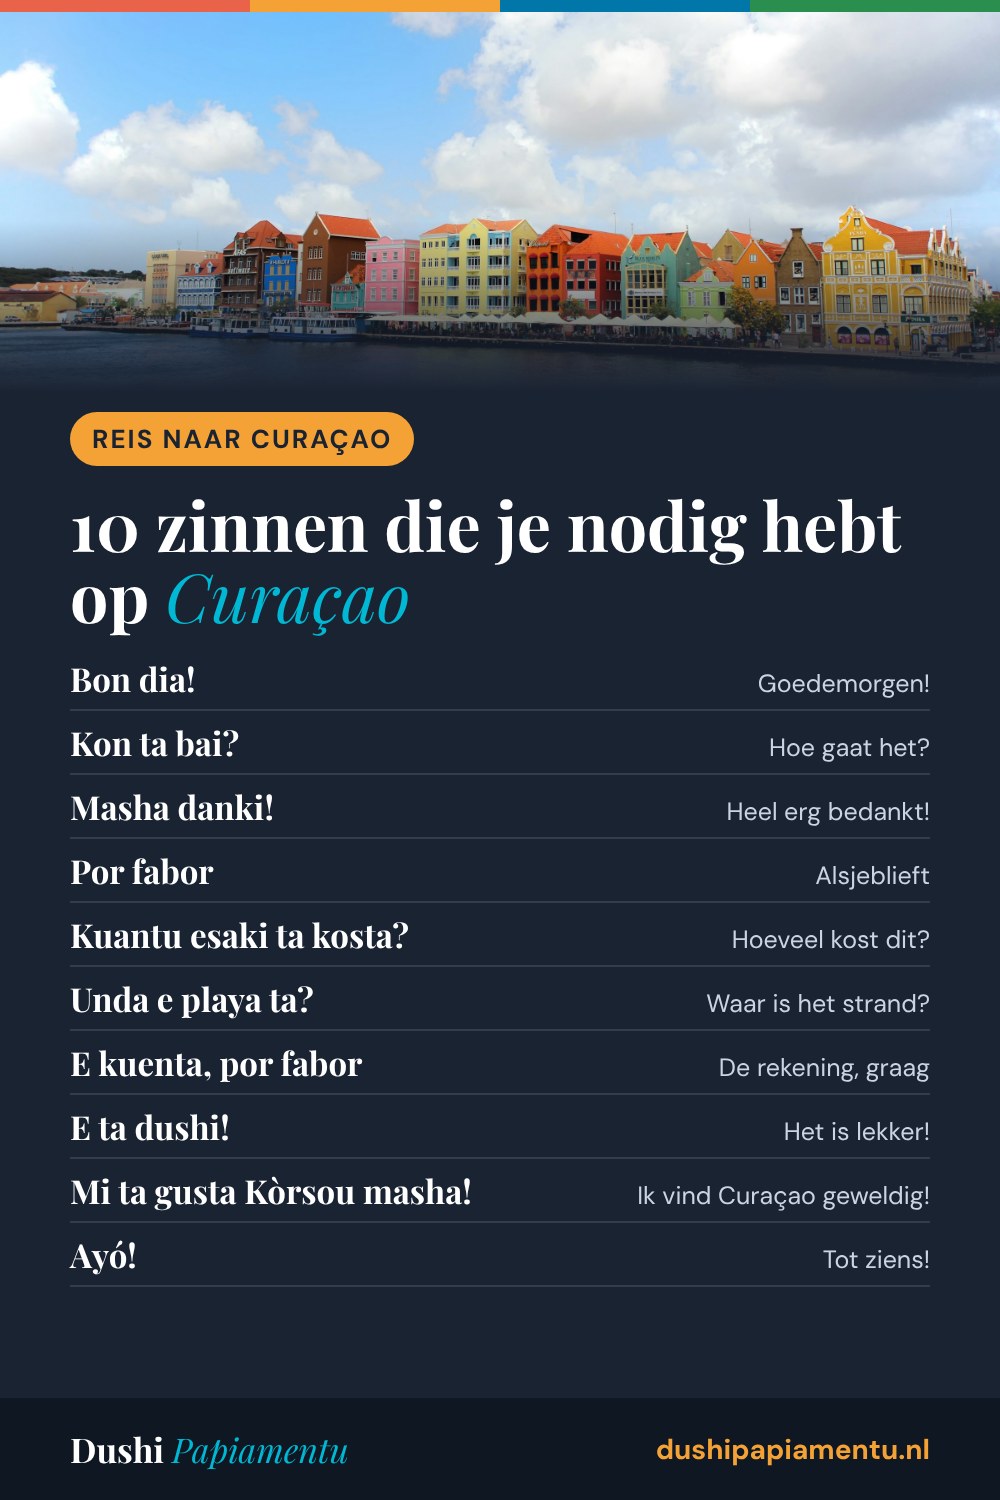 REIS NAAR CURAÇAO
10 zinnen die je nodig hebt
op Curaçao
Bon dia! Goedemorgen!
Kon ta bai? Hoe gaat het?
Masha danki! Heel erg bedankt!
Por fabor Alsjeblieft
Kuantu esaki ta kosta? Hoeveel kost dit?
Unda e playa ta? Waar is het strand?
E kuenta, por fabor De rekening, graag
E ta dushi! Het is lekker!
Mi ta gusta Kòrsou masha! Ik vind Curaçao geweldig!
Ayó! Tot ziens!
Dushi Papiamentu dushipapiamentu.nl